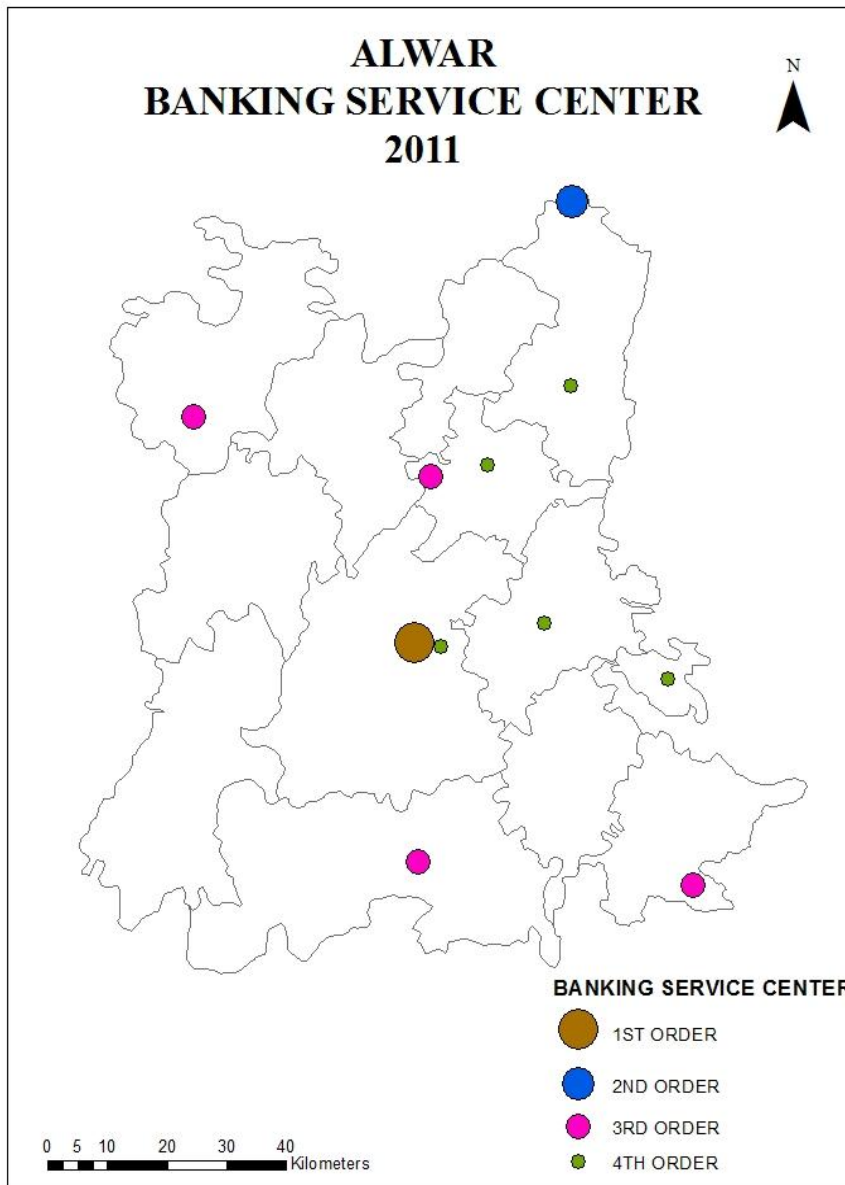 ALWAR
BANKING SERVICE CENTER
2011
N
BANKING SERVICE CENTER
1ST ORDER
2ND ORDER
3RD ORDER
4TH ORDER
0 5 10 20 30 40
Kilometers